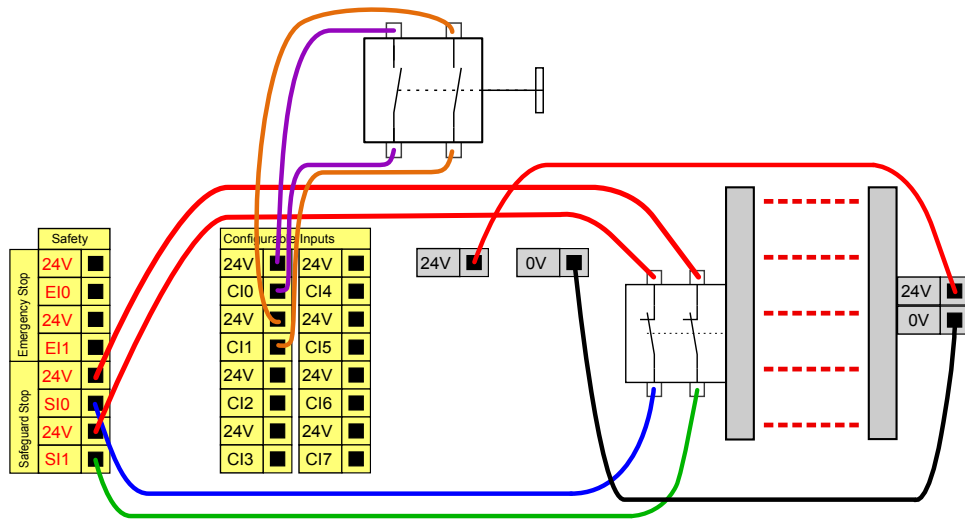 Safety
Emergency Stop
24V
EI0
24V
EI1
Safeguard Stop
24V
SI0
24V
SI1
Configurable Inputs
24V 24V
CI0 CI4
24V 24V
CI1 CI5
24V 24V
CI2 CI6
24V 24V
CI3 CI7
24V
0V
24V
0V